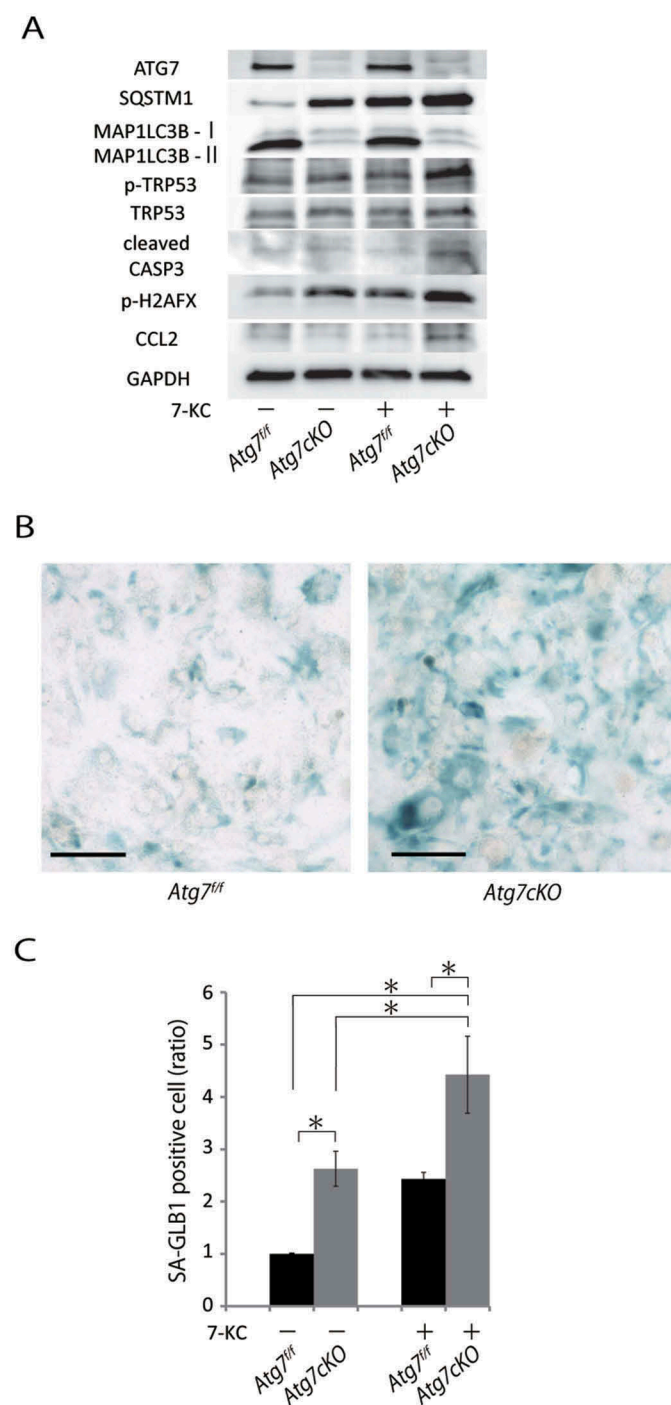 A
ATG7
SQSTM1
MAP1LC3B - I
MAP1LC3B - II
p-TRP53
TRP53
cleaved
CASP3
p-H2AFX
CCL2
GAPDH
7-KC − − + +
Atg7f/f Atg7cKO Atg7f/f Atg7cKO
B
Atg7f/f Atg7cKO
C
SA-GLB1 positive cell (ratio)
6
5
4
3
2
1
0
* * * *
7-KC − − + +
Atg7f/f Atg7cKO Atg7f/f Atg7cKO